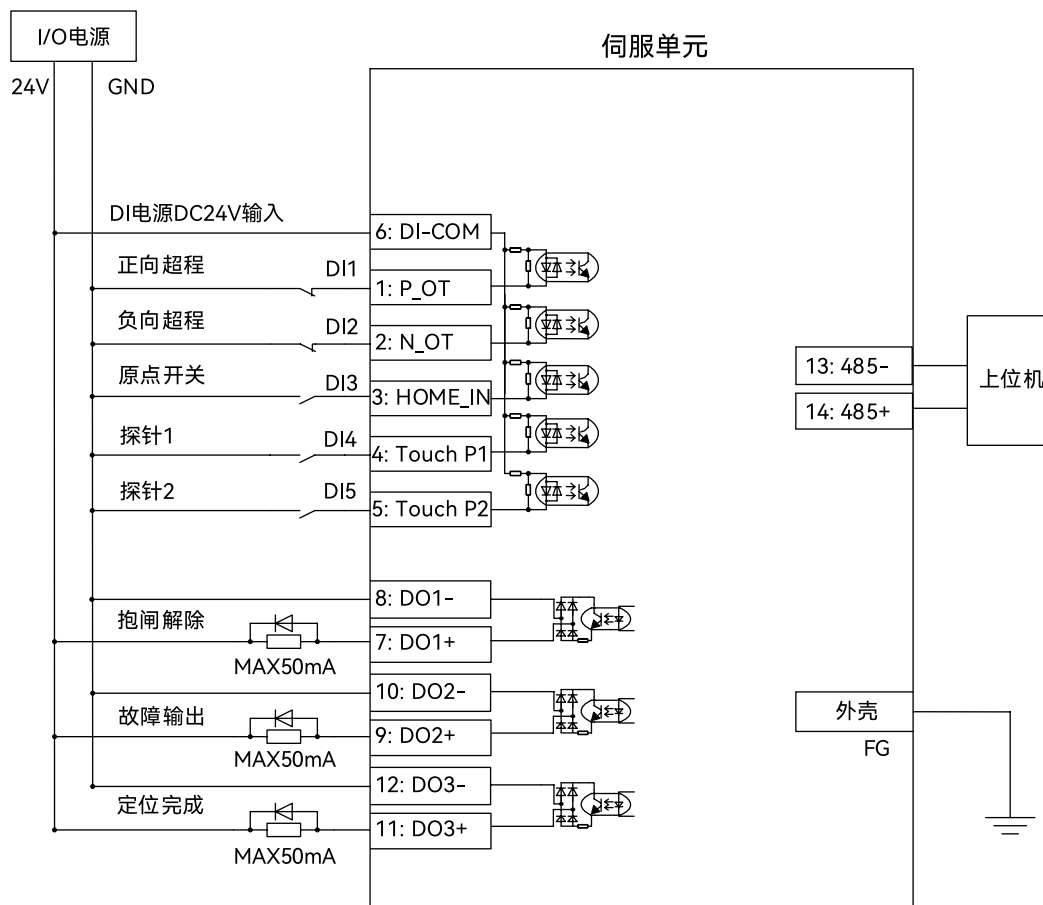 I/O电源
伺服单元
24V
GND
DI电源DC24V输入
6: DI-COM
正向超程
DI1
1: P_OT
负向超程
DI2
2: N_OT
原点开关
DI3
3: HOME_IN
探针1
DI4
4: Touch P1
探针2
DI5
5: Touch P2
13: 485-
14: 485+
上位机
8: DO1-
抱闸解除
7: DO1+
MAX50mA
10: DO2-
故障输出
9: DO2+
MAX50mA
外壳
FG
12: DO3-
定位完成
11: DO3+
MAX50mA